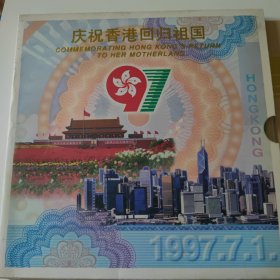 庆祝香港回归祖国
COMMEMORATING HONG KONG'S RETURN
TO HER MOTHERLAND
97
HONGKONG
1997.7.1